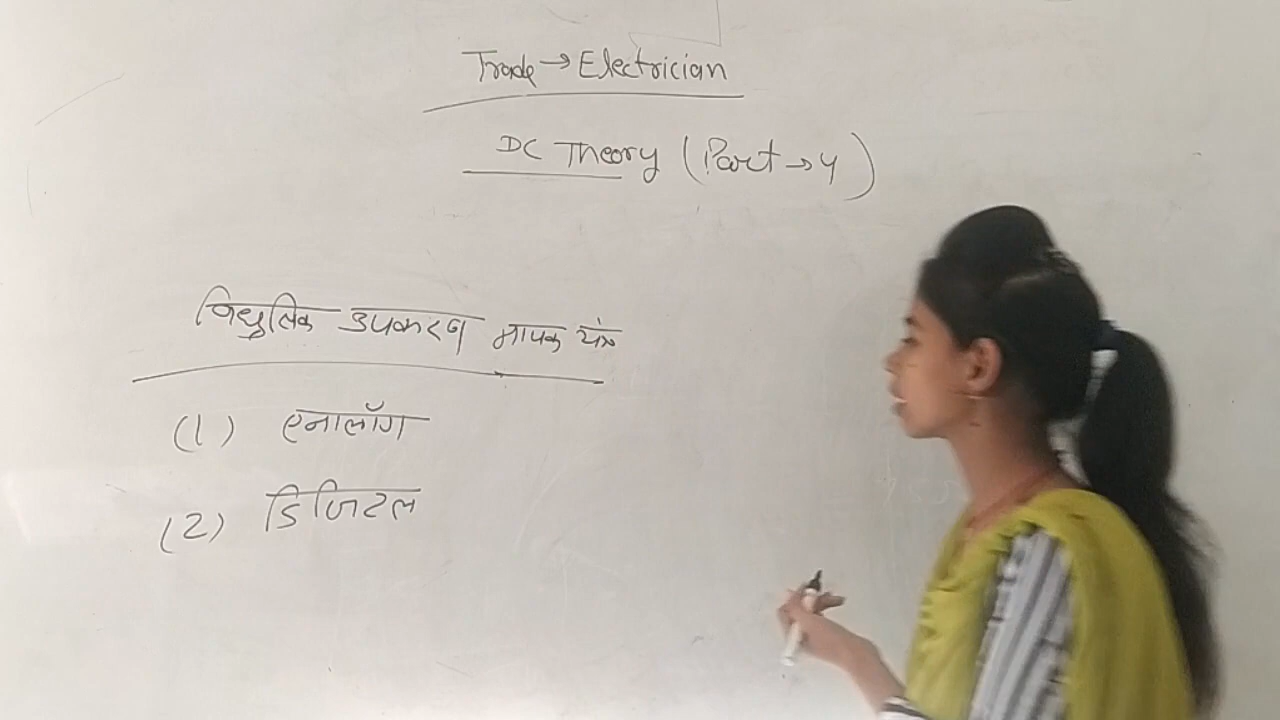 Trade → Electrician
DC Theory (Part → 4)
विधुतिक उपकरण मापक यंत्र
(1) एनालॉग
(2) डिजिटल